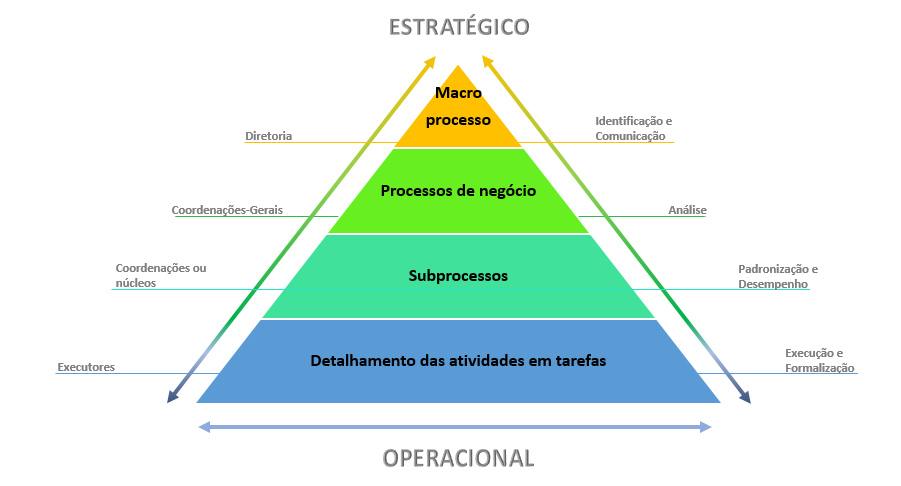 ESTRATÉGICO
Macro
processo
Diretoria
Identificação e
Comunicação
Processos de negócio
Coordenações-Gerais
Análise
Coordenações ou
núcleos
Subprocessos
Padronização e
Desempenho
Executores
Detalhamento das atividades em tarefas
Execução e
Formalização
OPERACIONAL